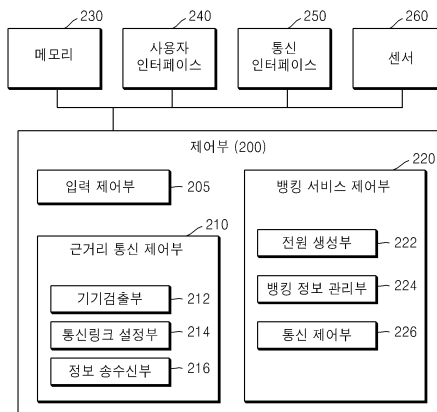 230
240
250
260
메모리
사용자
인터페이스
통신
인터페이스
센서
제어부 (200)
입력 제어부
205
210
근거리 통신 제어부
기기검출부
212
통신링크 설정부
214
정보 송수신부
216
220
뱅킹 서비스 제어부
전원 생성부
222
뱅킹 정보 관리부
224
통신 제어부
226